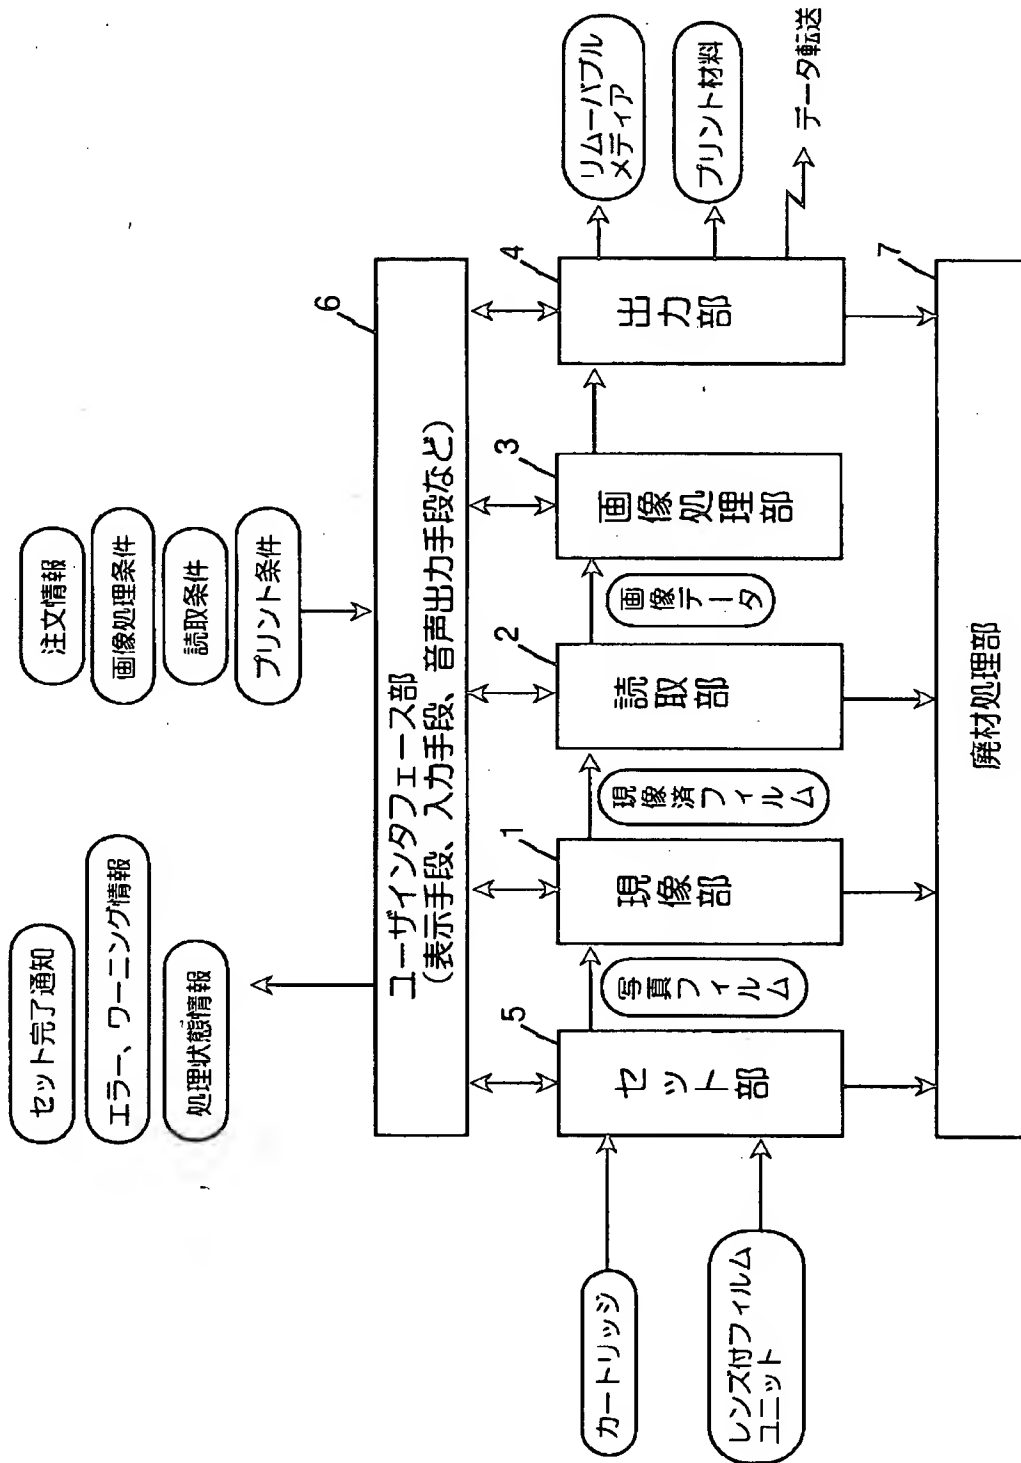 セット完了通知
エラー、ワーニング情報
処理状態情報
注文情報
画像処理条件
読取条件
プリント条件
6
ユーザインタフェース部
(表示手段、入力手段、音声出力手段など)
カートリッジ
レンズ付フィルム
ユニット
5
セット部
写真フィルム
1
現像部
現像済フィルム
2
読取部
画像データ
3
画像処理部
4
出力部
リムーバブル
メディア
プリント材料
データ転送
7
廃材処理部